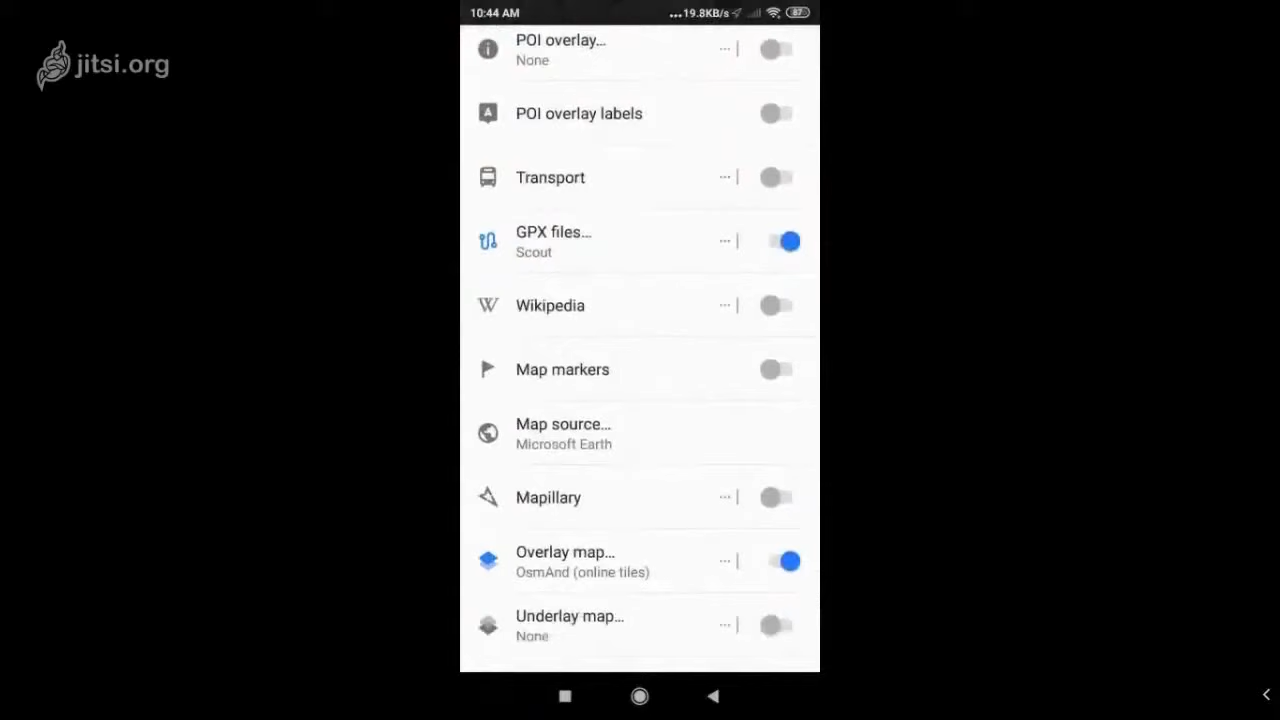 10:44 AM
...19.8KB/s
87
jitsi.org
POI overlay...
None
POI overlay labels
Transport
GPX files...
Scout
Wikipedia
Map markers
Map source...
Microsoft Earth
Mapillary
Overlay map...
OsmAnd (online tiles)
Underlay map...
None